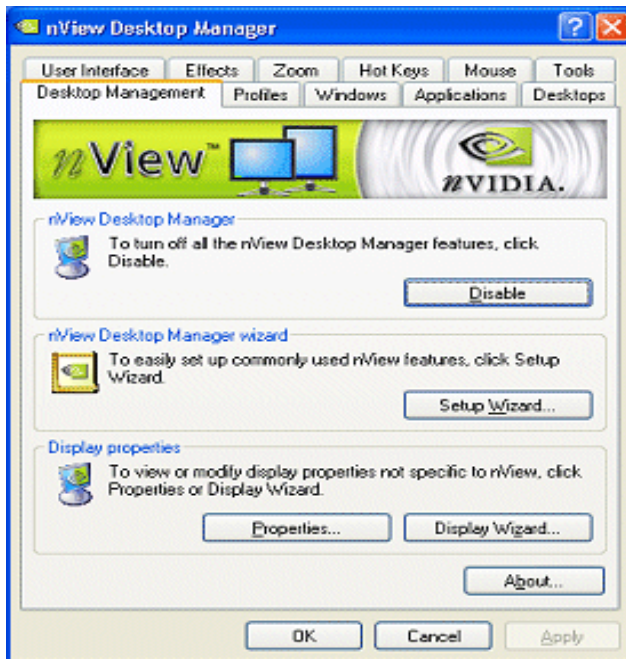 nView Desktop Manager
User Interface Effects Zoom Hot Keys Mouse Tools
Desktop Management Profiles Windows Applications Desktops
nView™
nVIDIA.
nView Desktop Manager
To turn off all the nView Desktop Manager features, click
Disable.
Disable
nView Desktop Manager wizard
To easily set up commonly used nView features, click Setup
Wizard.
Setup Wizard...
Display properties
To view or modify display properties not specific to nView, click
Properties or Display Wizard.
Properties... Display Wizard...
About...
OK Cancel Apply